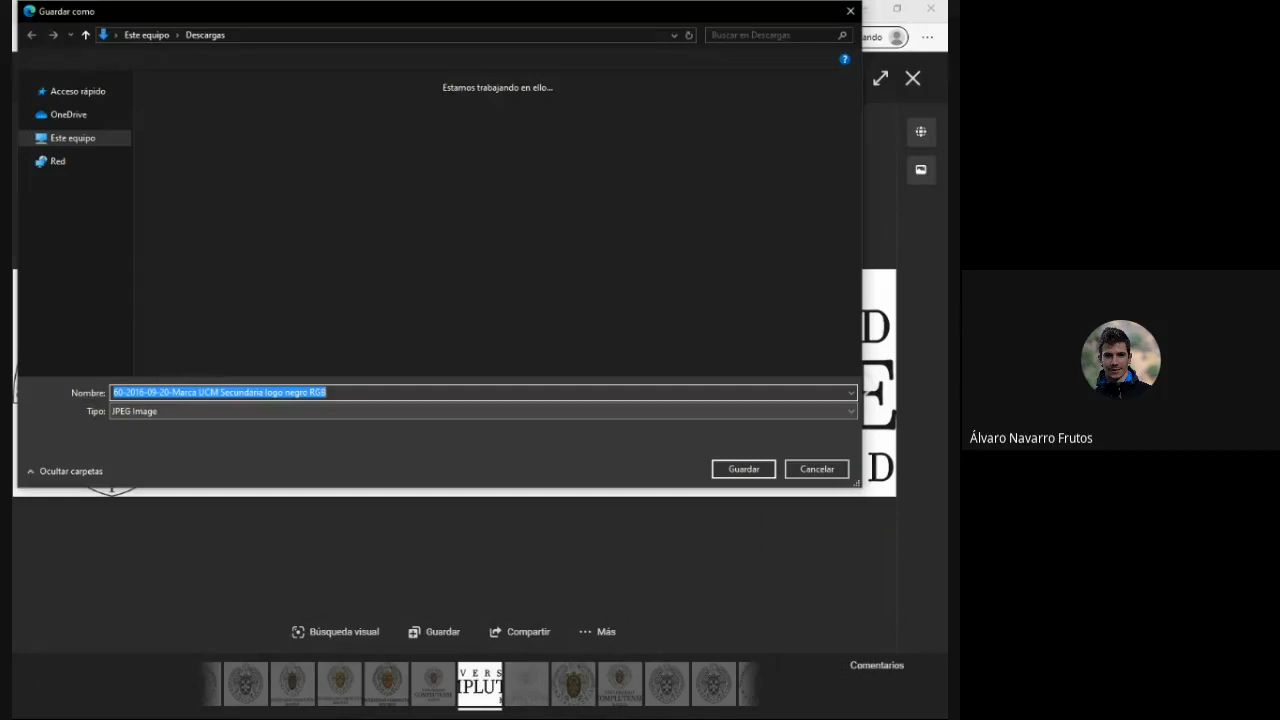 Guardar como
Este equipo > Descargas
Buscar en Descargas
ando
?
Estamos trabajando en ello...
Acceso rápido
OneDrive
Este equipo
Red
D
E
D
Nombre: 60-2016-09-20-Marca UCM Secundaria logo negro RGB
Tipo: JPEG Image
Ocultar carpetas
Guardar
Cancelar
Álvaro Navarro Frutos
Búsqueda visual
Guardar
Compartir
Más
Comentarios
VERS
IPLUT